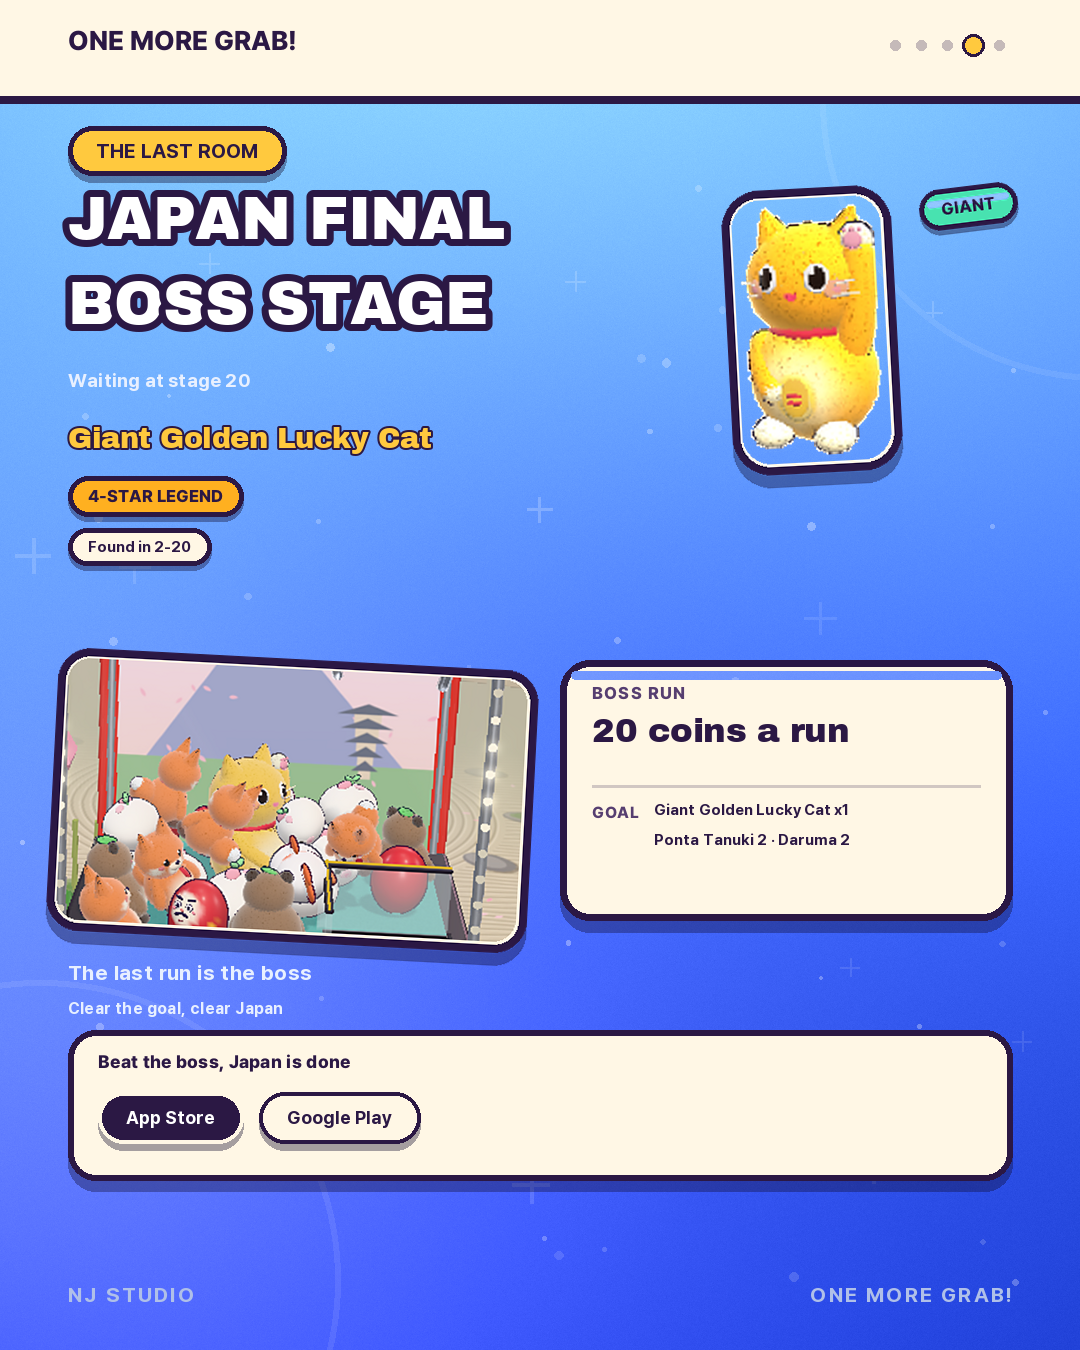 ONE MORE GRAB!
THE LAST ROOM
JAPAN FINAL
BOSS STAGE
GIANT
Waiting at stage 20
Giant Golden Lucky Cat
4-STAR LEGEND
Found in 2-20
BOSS RUN
20 coins a run
GOAL Giant Golden Lucky Cat x1
Ponta Tanuki 2 · Daruma 2
The last run is the boss
Clear the goal, clear Japan
Beat the boss, Japan is done
App Store Google Play
NJ STUDIO ONE MORE GRAB!